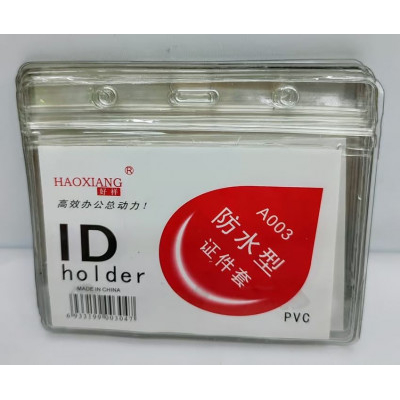 HAOXIANG®
好祥
高效办公总动力!
ID
holder
MADE IN CHINA
A003
防水型
证件套
PVC